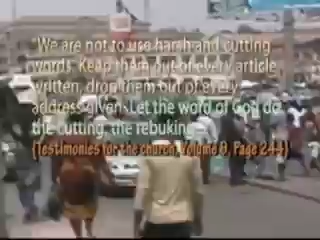 "We are not to use harsh and cutting
words. Keep them out of every article
written, drop them out of every
address given. Let the word of God do
the cutting, the rebuking
(Testimonies for the church, Volume 9, Page 244)